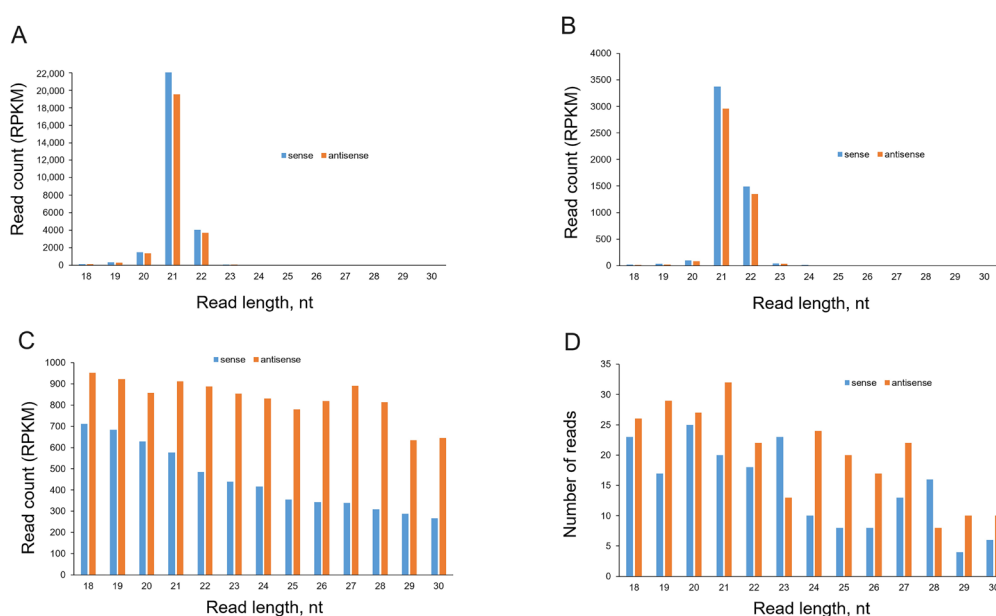 A
Read count (RPKM)
22,000
20,000
18,000
16,000
14,000
12,000
10,000
8000
6000
4000
2000
0
sense antisense
18 19 20 21 22 23 24 25 26 27 28 29 30
Read length, nt
B
Read count (RPKM)
4000
3500
3000
2500
2000
1500
1000
500
0
sense antisense
18 19 20 21 22 23 24 25 26 27 28 29 30
Read length, nt
C
Read count (RPKM)
1000
900
800
700
600
500
400
300
200
100
0
sense antisense
18 19 20 21 22 23 24 25 26 27 28 29 30
Read length, nt
D
Number of reads
35
30
25
20
15
10
5
0
sense antisense
18 19 20 21 22 23 24 25 26 27 28 29 30
Read length, nt